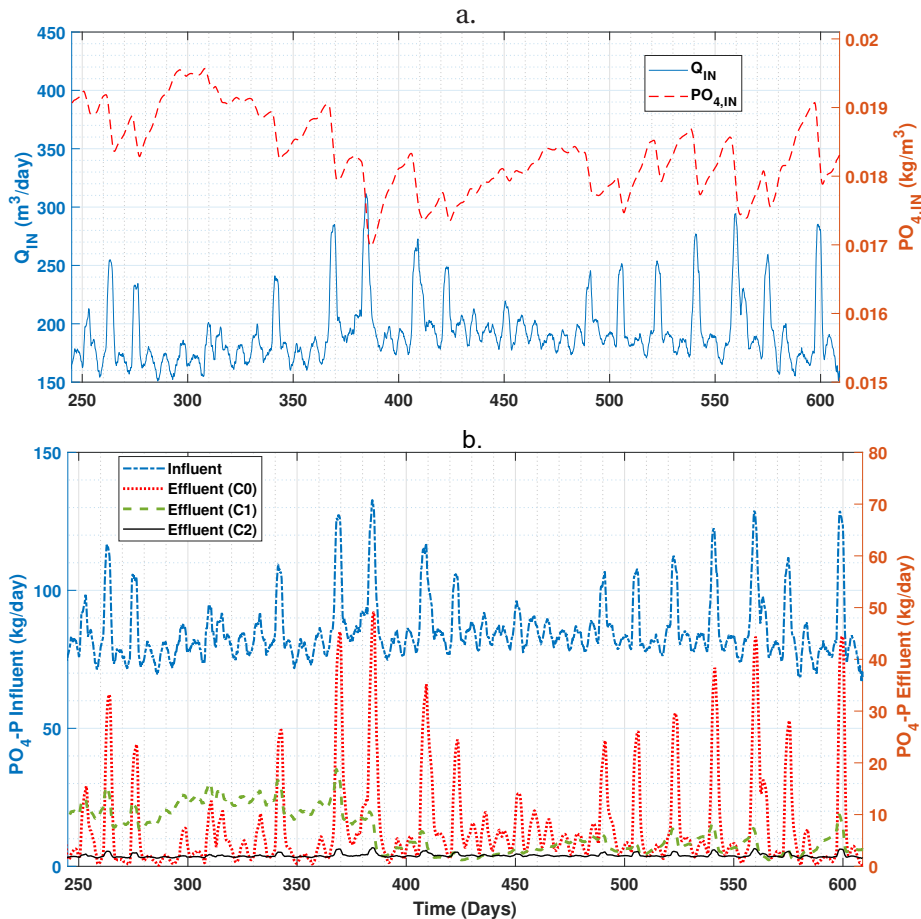 a.
450
400
350
300
250
200
150
Q_IN (m³/day)
0.02
0.019
0.018
0.017
0.016
0.015
PO_4,IN (kg/m³)
Q_IN
PO_4,IN
250 300 350 400 450 500 550 600
b.
150
100
50
0
PO_4-P Influent (kg/day)
80
70
60
50
40
30
20
10
0
PO_4-P Effluent (kg/day)
Influent
Effluent (C0)
Effluent (C1)
Effluent (C2)
250 300 350 400 450 500 550 600
Time (Days)